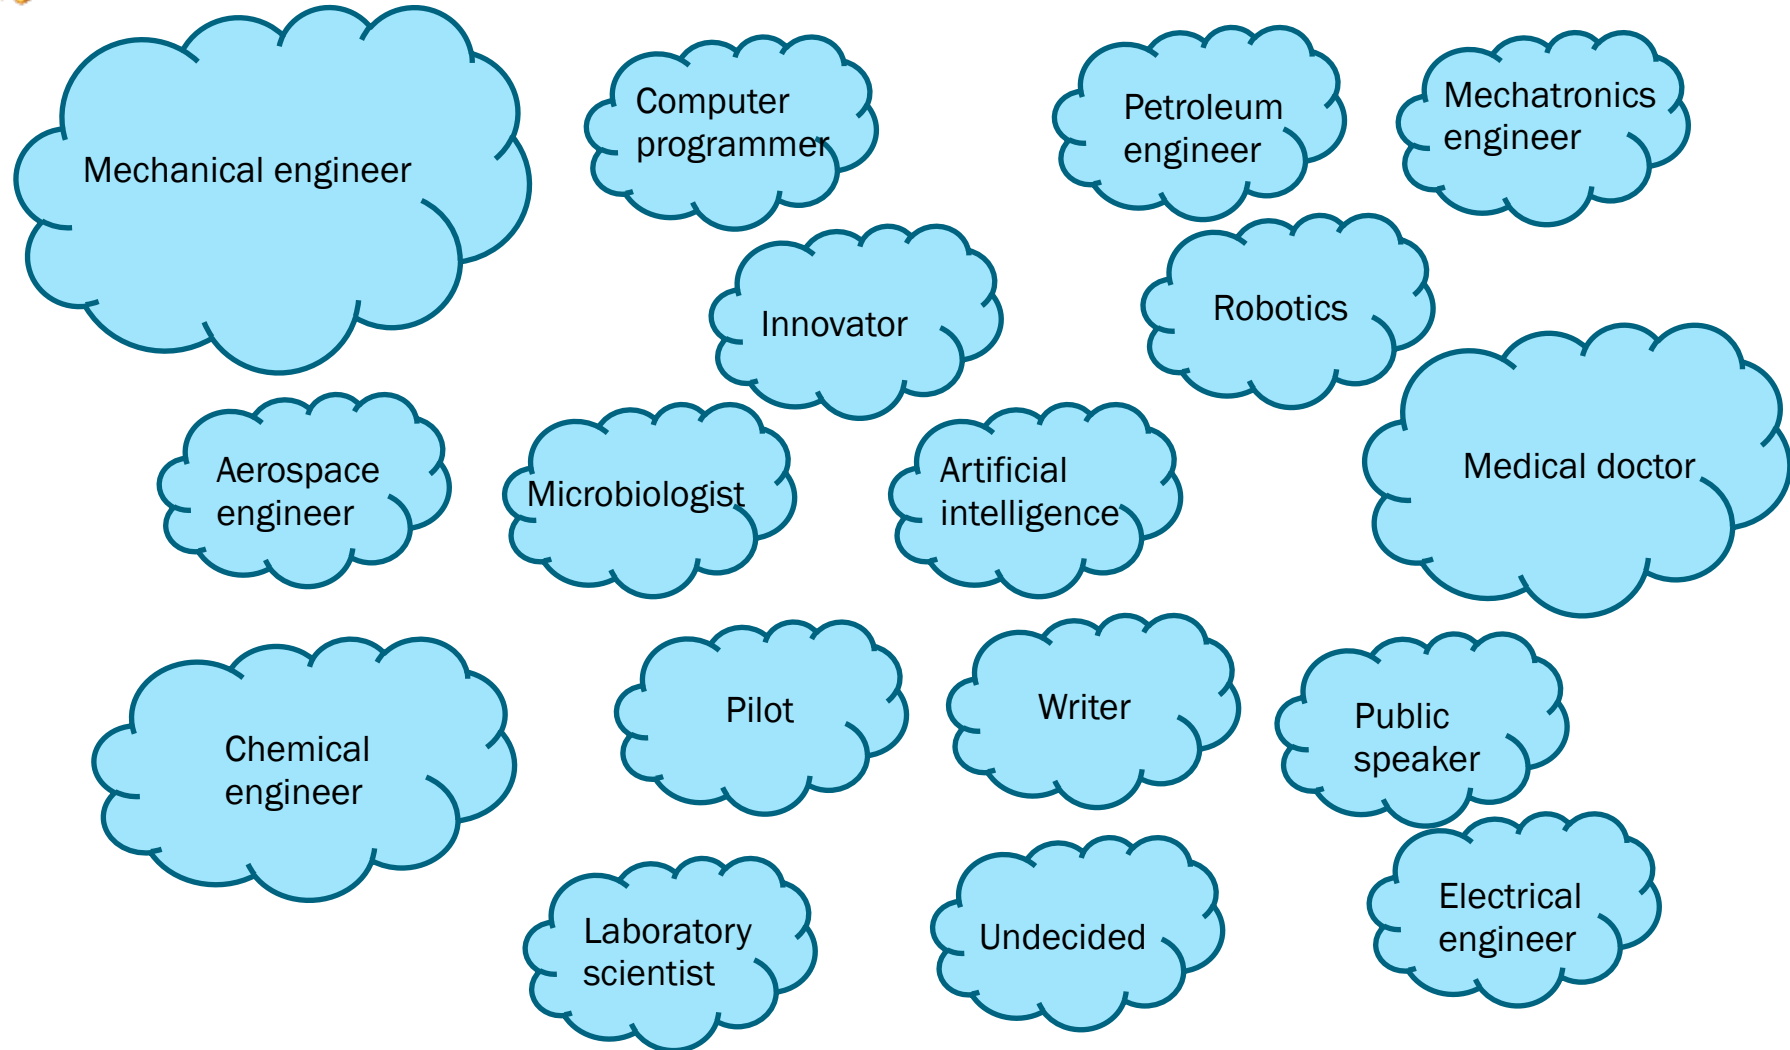 Mechanical engineer
Computer
programmer
Petroleum
engineer
Mechatronics
engineer
Innovator
Robotics
Aerospace
engineer
Microbiologist
Artificial
intelligence
Medical doctor
Chemical
engineer
Pilot
Writer
Public
speaker
Laboratory
scientist
Undecided
Electrical
engineer